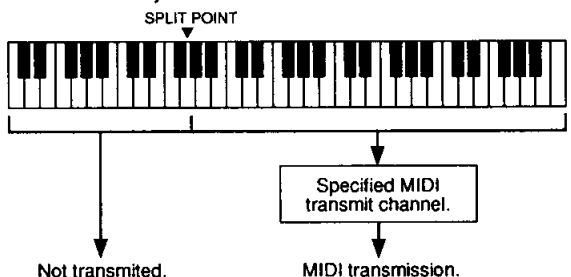 SPLIT POINT
Specified MIDI
transmit channel.
Not transmited.
MIDI transmission.